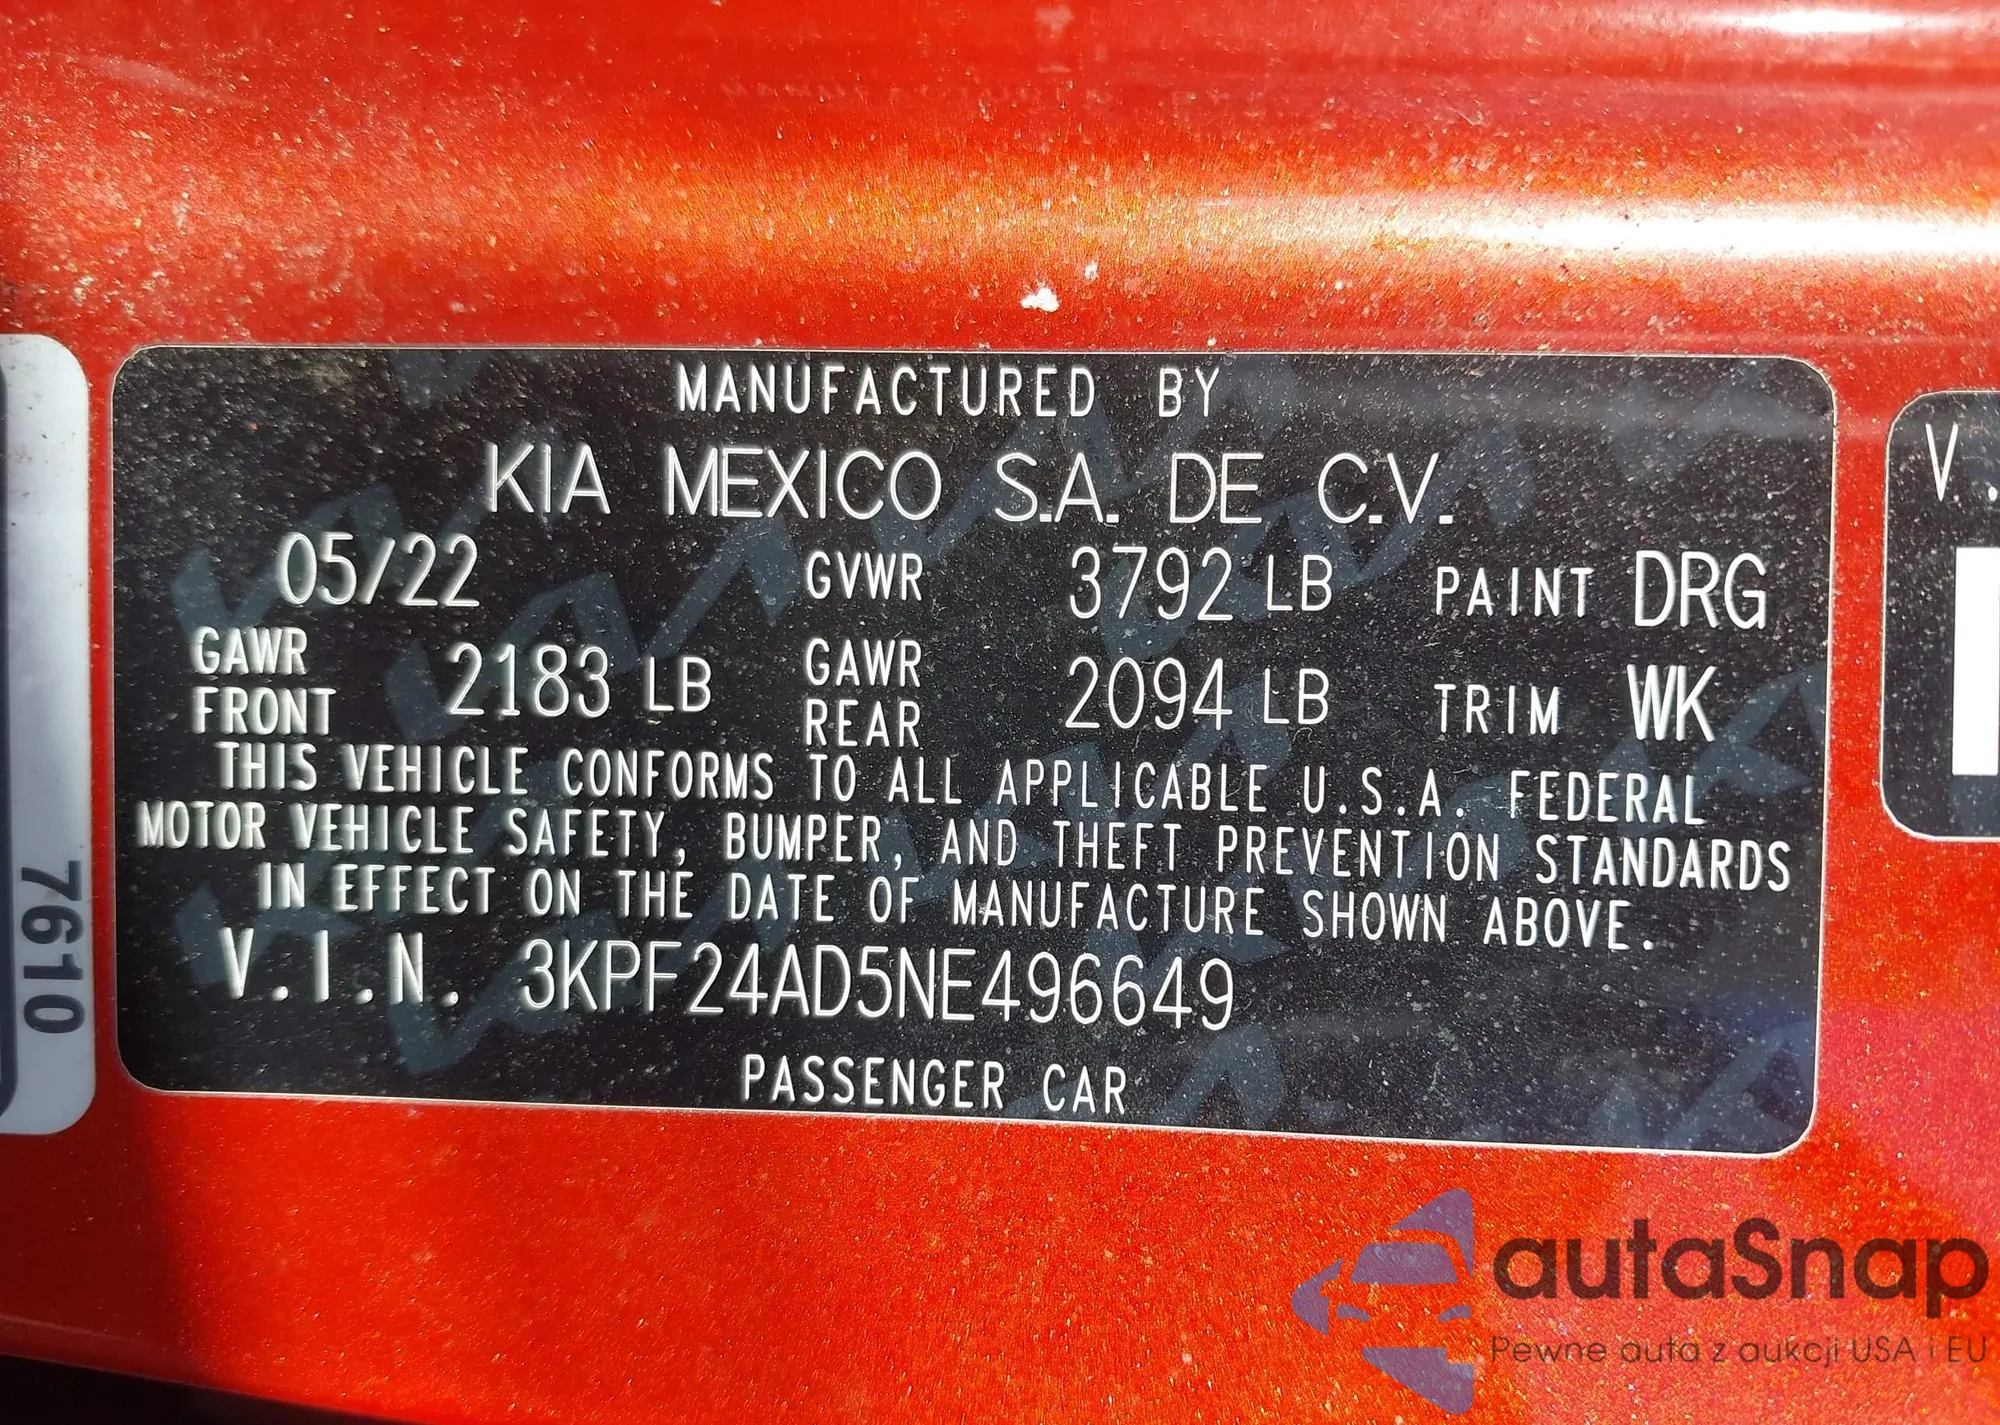 MANUFACTURED BY
KIA MEXICO S.A. DE C.V.
05/22 GVWR 3792 LB PAINT DRG
GAWR FRONT 2183 LB GAWR REAR 2094 LB TRIM WK
THIS VEHICLE CONFORMS TO ALL APPLICABLE U.S.A. FEDERAL
MOTOR VEHICLE SAFETY, BUMPER, AND THEFT PREVENTION STANDARDS
IN EFFECT ON THE DATE OF MANUFACTURE SHOWN ABOVE.
V.I.N. 3KPF24AD5NE496649
PASSENGER CAR
7610
V.
autaSnap
Pewne auta z aukcji USA i EU